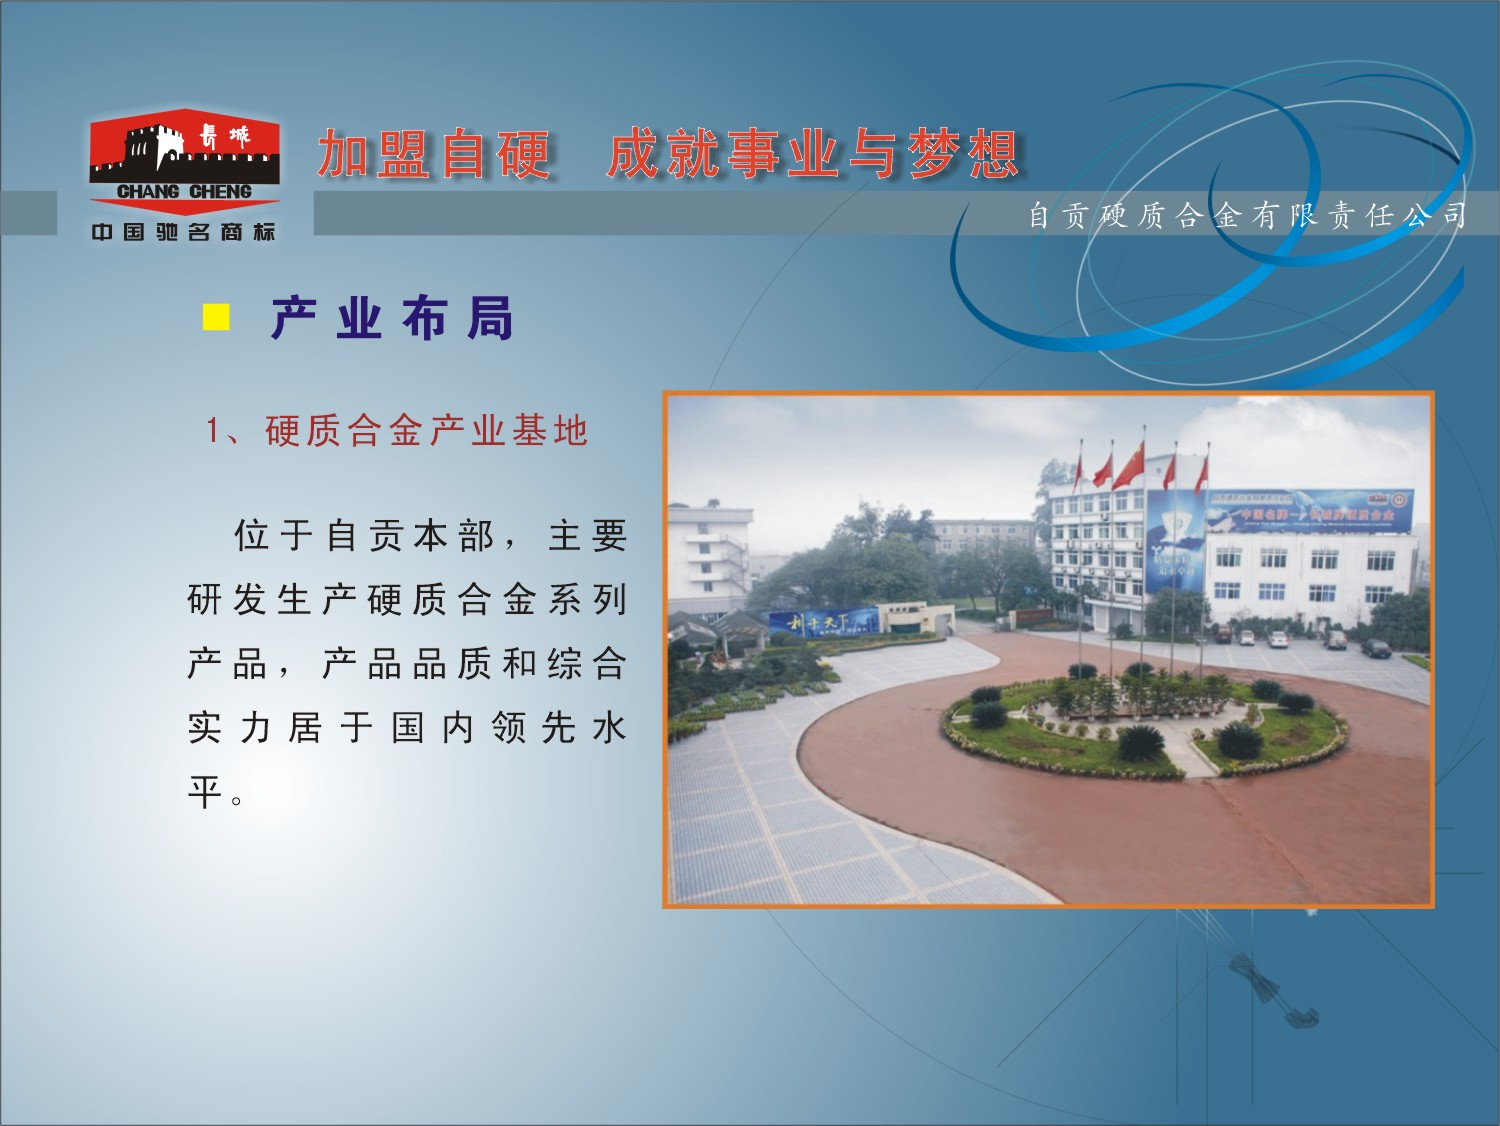 長城
CHANG CHENG
中国驰名商标
加盟自硬 成就事业与梦想
自贡硬质合金有限责任公司
产业布局
1、硬质合金产业基地
位于自贡本部，主要
研发生产硬质合金系列
产品，产品品质和综合
实力居于国内领先水
平。
利于天下